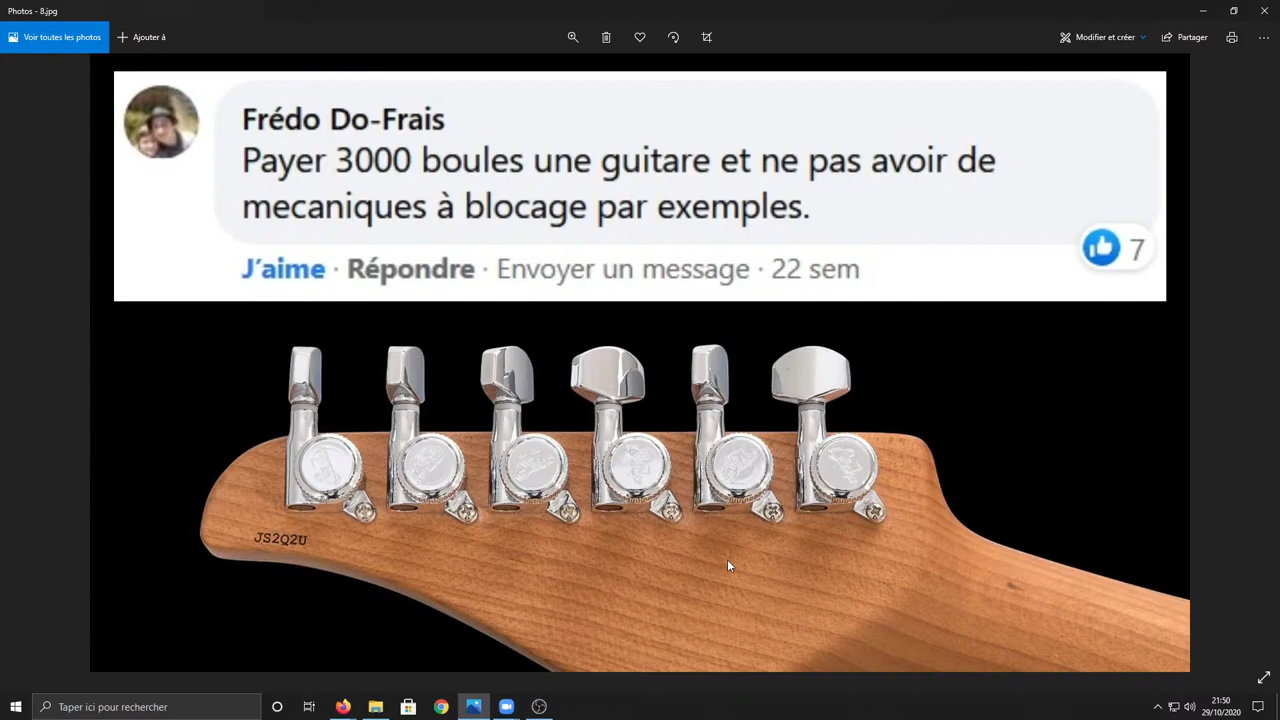 Photos - 8.jpg
Voir toutes les photos
Ajouter à
Modifier et créer
Partager
Frédo Do-Frais
Payer 3000 boules une guitare et ne pas avoir de
mecaniques à blocage par exemples.
7
J'aime · Répondre · Envoyer un message · 22 sem
JS2Q2U
Taper ici pour rechercher
21:50
29/10/2020